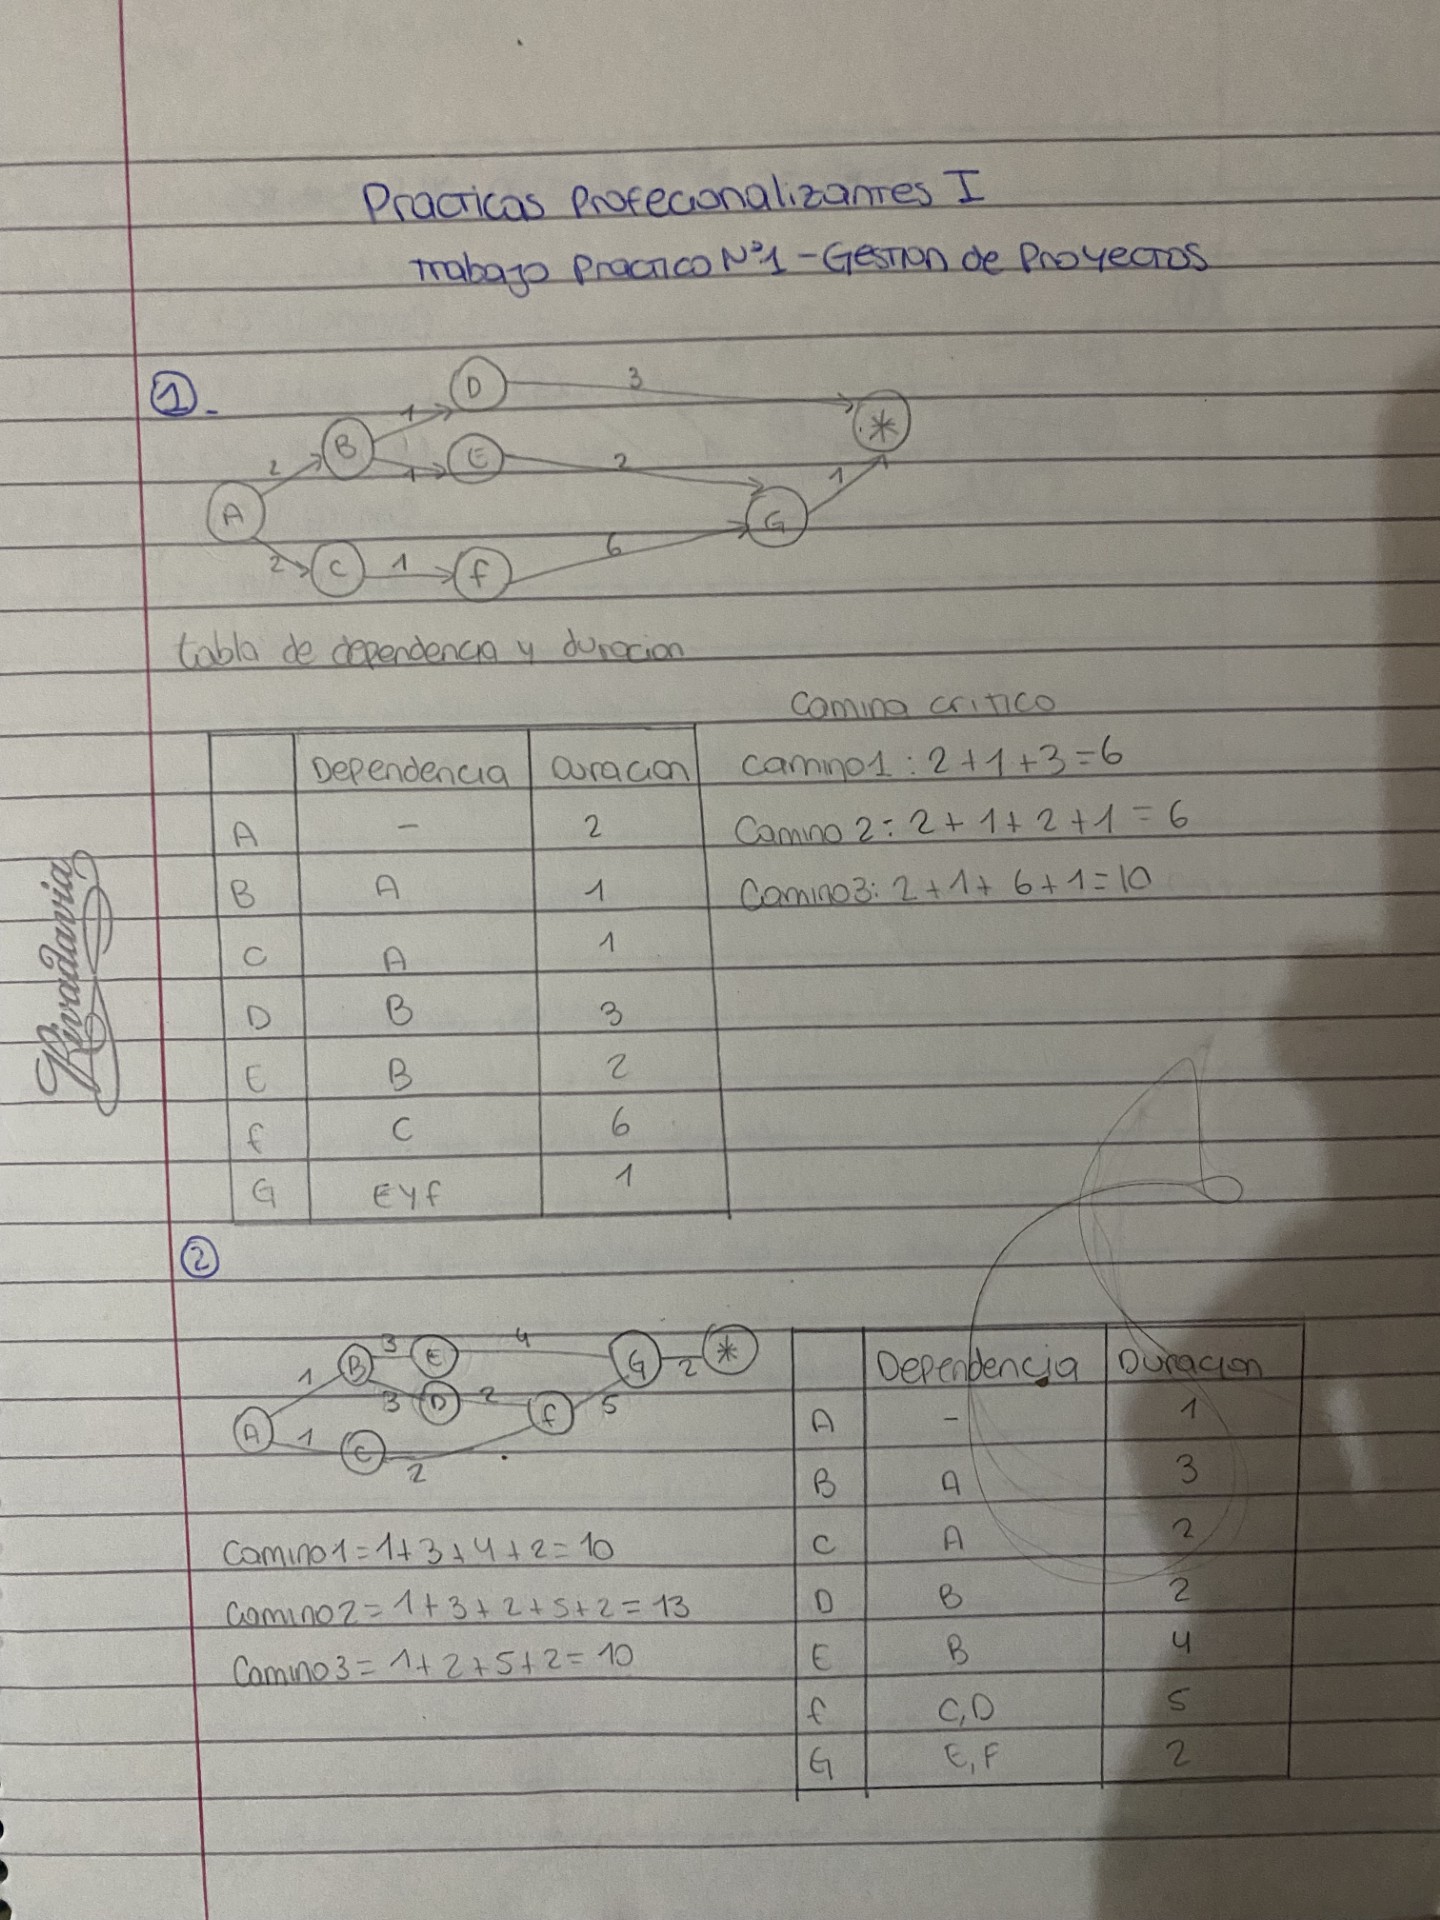 Practicas Profecionalizantes I
Trabajo Practico N°1 - Gestion de Proyectos
1.
D 3
1 *
B E 2
2 1 1
A G
2 C 1 f 6
tabla de dependencia y duracion
Camino critico
Dependencia Duracion
camino1 : 2+1+3=6
A - 2
Camino 2: 2+1+2+1=6
B A 1
Camino3: 2+1+6+1=10
C A 1
D B 3
E B 2
f C 6
G E y f 1
Rivadavia
2
B 3 E 4 G 2 *
1 3 D 2 f 5
A 1 C 2
Camino1=1+3+4+2=10
Camino2=1+3+2+5+2=13
Camino3=1+2+5+2=10
Dependencia Duracion
A - 1
B A 3
C A 2
D B 2
E B 4
f C,D 5
G E,F 2